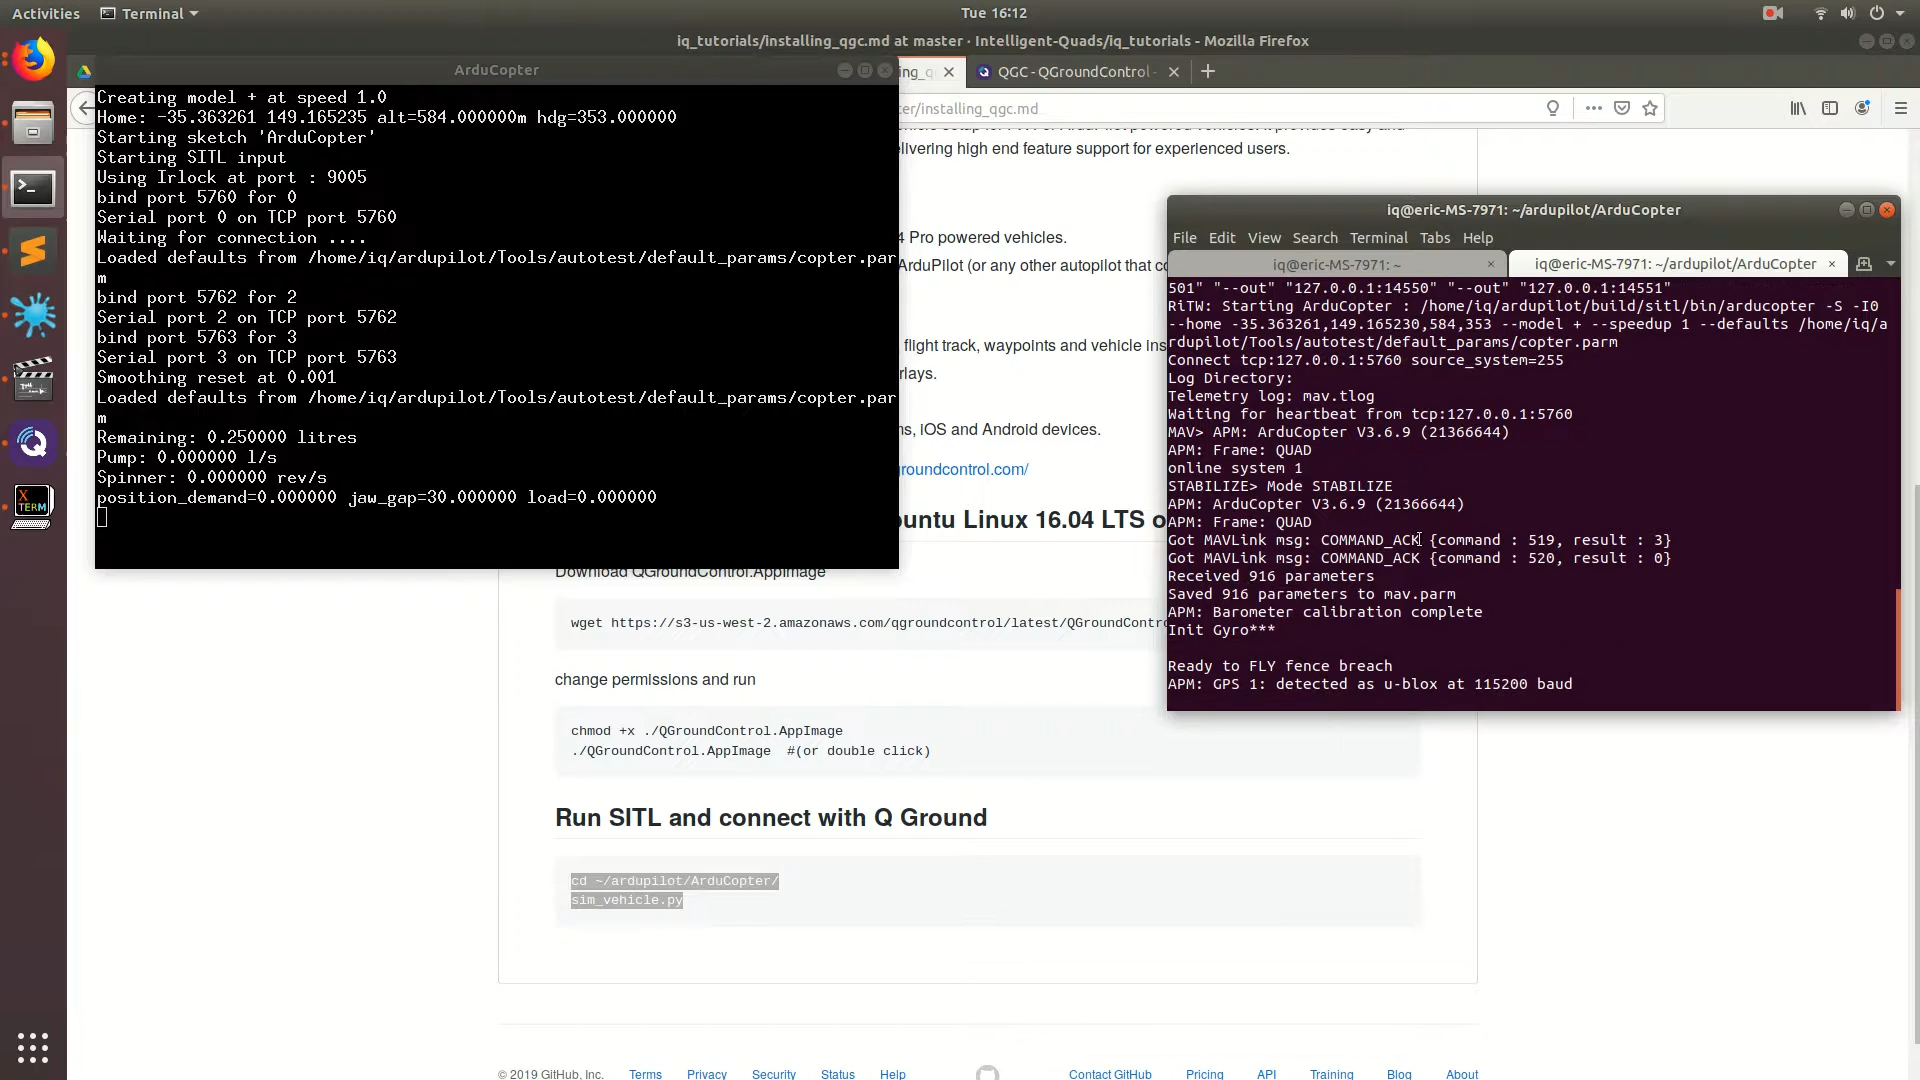 Activities
Terminal
Tue 16:12
iq_tutorials/installing_qgc.md at master · Intelligent-Quads/iq_tutorials - Mozilla Firefox
ArduCopter
QGC - QGroundControl -
ter/installing_qgc.md
Creating model + at speed 1.0
Home: -35.363261 149.165235 alt=584.000000m hdg=353.000000
Starting sketch 'ArduCopter'
Starting SITL input
Using Irlock at port : 9005
bind port 5760 for 0
Serial port 0 on TCP port 5760
Waiting for connection ....
Loaded defaults from /home/iq/ardupilot/Tools/autotest/default_params/copter.par
m
bind port 5762 for 2
Serial port 2 on TCP port 5762
bind port 5763 for 3
Serial port 3 on TCP port 5763
Smoothing reset at 0.001
Loaded defaults from /home/iq/ardupilot/Tools/autotest/default_params/copter.par
m
Remaining: 0.250000 litres
Pump: 0.000000 l/s
Spinner: 0.000000 rev/s
position_demand=0.000000 jaw_gap=30.000000 load=0.000000
livering high end feature support for experienced users.
4 Pro powered vehicles.
ArduPilot (or any other autopilot that co
flight track, waypoints and vehicle ins
rlays.
ns, iOS and Android devices.
groundcontrol.com/
buntu Linux 16.04 LTS o
Download QGroundControl.AppImage
wget https://s3-us-west-2.amazonaws.com/qgroundcontrol/latest/QGroundContro
change permissions and run
chmod +x ./QGroundControl.AppImage
./QGroundControl.AppImage #(or double click)
Run SITL and connect with Q Ground
cd ~/ardupilot/ArduCopter/
sim_vehicle.py
iq@eric-MS-7971: ~/ardupilot/ArduCopter
File Edit View Search Terminal Tabs Help
iq@eric-MS-7971: ~
iq@eric-MS-7971: ~/ardupilot/ArduCopter
501" "--out" "127.0.0.1:14550" "--out" "127.0.0.1:14551"
RiTW: Starting ArduCopter : /home/iq/ardupilot/build/sitl/bin/arducopter -S -I0
--home -35.363261,149.165230,584,353 --model + --speedup 1 --defaults /home/iq/a
rdupilot/Tools/autotest/default_params/copter.parm
Connect tcp:127.0.0.1:5760 source_system=255
Log Directory:
Telemetry log: mav.tlog
Waiting for heartbeat from tcp:127.0.0.1:5760
MAV> APM: ArduCopter V3.6.9 (21366644)
APM: Frame: QUAD
online system 1
STABILIZE> Mode STABILIZE
APM: ArduCopter V3.6.9 (21366644)
APM: Frame: QUAD
Got MAVLink msg: COMMAND_ACK {command : 519, result : 3}
Got MAVLink msg: COMMAND_ACK {command : 520, result : 0}
Received 916 parameters
Saved 916 parameters to mav.parm
APM: Barometer calibration complete
Init Gyro***
Ready to FLY fence breach
APM: GPS 1: detected as u-blox at 115200 baud
X
TERM
© 2019 GitHub, Inc. Terms Privacy Security Status Help Contact GitHub Pricing API Training Blog About